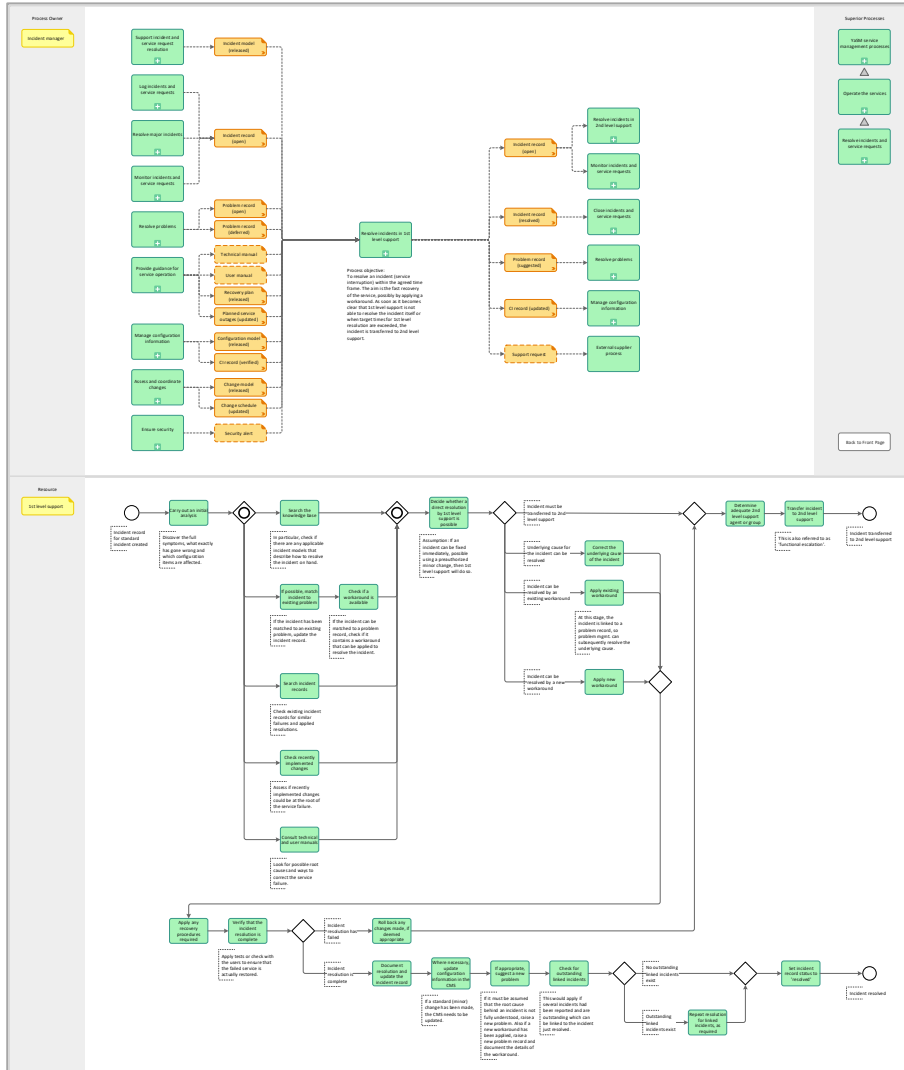 Process Owner
Incident manager
Support incident and
service request
resolution
Log incidents and
service requests
Resolve major incidents
Monitor incidents and
service requests
Resolve problems
Provide guidance for
service operation
Manage configuration
information
Assess and coordinate
changes
Ensure security
Incident model
(released)
Incident record
(open)
Problem record
(open)
Problem record
(deferred)
Technical manual
User manual
Recovery plan
(released)
Planned service
outages (updated)
Configuration model
(released)
CI record (verified)
Change model
(released)
Change schedule
(updated)
Security alert
Resolve incidents in 1st
level support
Process objective:
To resolve an incident (service
interruption) within the agreed time
frame. The aim is the fast recovery
of the service, possibly by applying a
workaround. As soon as it becomes
clear that 1st level support is not
able to resolve the incident itself or
when target times for 1st level
resolution are exceeded, the
incident is transferred to 2nd level
support.
Incident record
(open)
Incident record
(resolved)
Problem record
(suggested)
CI record (updated)
Support request
Resolve incidents in
2nd level support
Monitor incidents and
service requests
Close incidents and
service requests
Resolve problems
Manage configuration
information
External supplier
process
Superior Processes
YaSM service
management processes
Operate the services
Resolve incidents and
service requests
Back to Front Page
Resource
1st level support
Incident record
for standard
incident created
Carry out an initial
analysis
Discover the full
symptoms, what exactly
has gone wrong and
which configuration
items are affected.
Search the
knowledge base
In particular, check if
there are any applicable
incident models that
describe how to resolve
the incident on hand.
If possible, match
incident to
existing problem
If the incident has been
matched to an existing
problem, update the
incident record.
Check if a
workaround is
available
If the incident can be
matched to a problem
record, check if it
contains a workaround
that can be applied to
resolve the incident.
Search incident
records
Check existing incident
records for similar
failures and applied
resolutions.
Check recently
implemented
changes
Assess if recently
implemented changes
could be at the root of
the service failure.
Consult technical
and user manuals
Look for possible root
causes and ways to
correct the service
failure.
Decide whether a
direct resolution
by 1st level
support is
possible
Assumption: If an
incident can be fixed
immediately, possible
using a preauthorized
minor change, then 1st
level support will do so.
Incident must be
transferred to 2nd
level support
Underlying cause for
the incident can be
resolved
Incident can be
resolved by an
existing workaround
Incident can be
resolved by a new
workaround
Correct the
underlying cause
of the incident
Apply existing
workaround
At this stage, the
incident is linked to a
problem record, so
problem mgmt. can
subsequently resolve the
underlying cause.
Apply new
workaround
Determine
adequate 2nd
level support
agent or group
Transfer incident
to 2nd level
support
This is also referred to as
'functional escalation'.
Incident transferred
to 2nd level support
Apply any
recovery
procedures
required
Verify that the
incident
resolution is
complete
Apply tests or check with
the users to ensure that
the failed service is
actually restored.
Incident
resolution has
failed
Roll back any
changes made, if
deemed
appropriate
Incident
resolution is
complete
Document
resolution and
update the
incident record
Where necessary,
update
configuration
information in the
CMS
If a standard (minor)
change has been made,
the CMS needs to be
updated.
If appropriate,
suggest a new
problem
If it must be assumed
that the root cause
behind an incident is not
fully understood, raise
a new problem. Also if a
new workaround has
been applied, raise a
new problem record and
document the details of
the workaround.
Check for
outstanding
linked incidents
This would apply if
several incidents had
been reported and are
outstanding which can
be linked to the incident
just resolved.
No outstanding
linked incidents
exist
Outstanding
linked
incidents exist
Repeat resolution
for linked
incidents, as
required
Set incident
record status to
'resolved'
Incident resolved